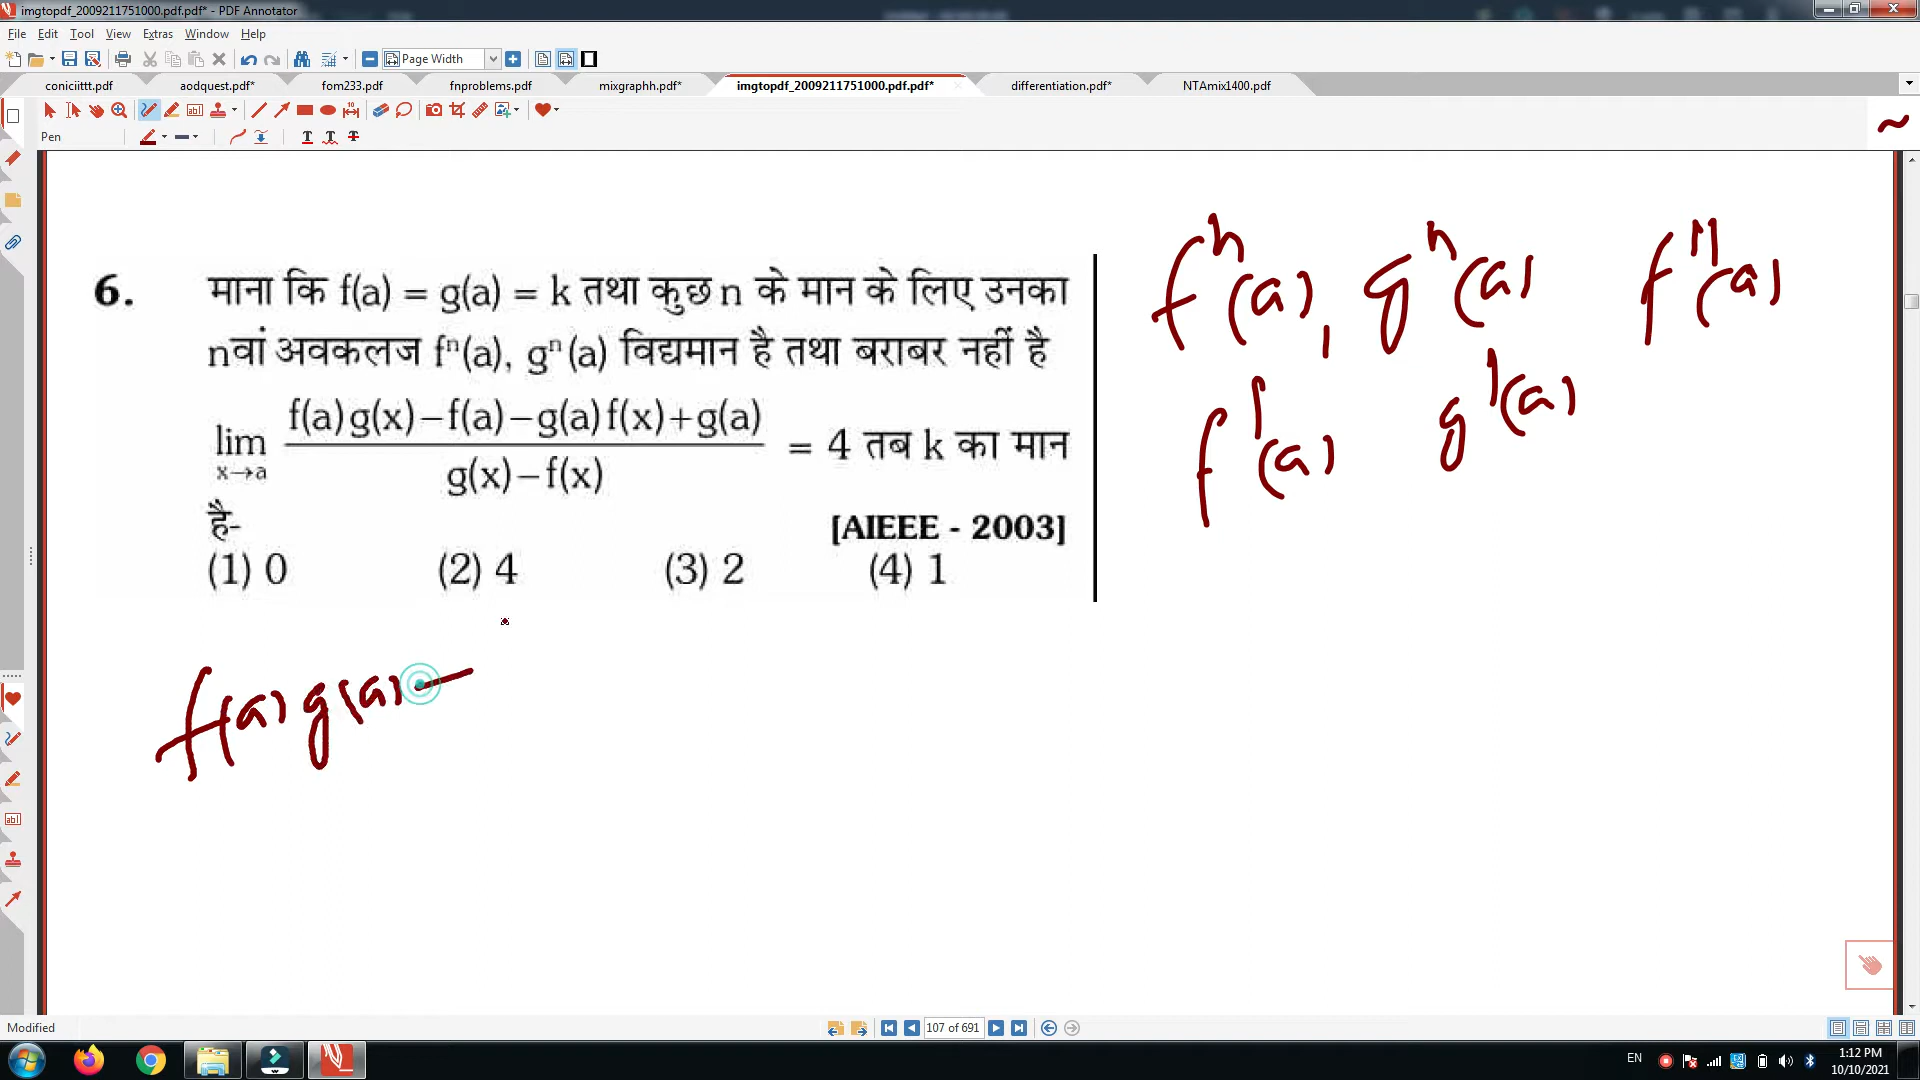 imgtopdf_2009211751000.pdf.pdf* - PDF Annotator
File Edit Tool View Extras Window Help
Page Width
coniciittt.pdf aodquest.pdf* fom233.pdf fnproblems.pdf mixgraphh.pdf* imgtopdf_2009211751000.pdf.pdf* differentiation.pdf* NTAmix1400.pdf
Pen
6. माना कि f(a) = g(a) = k तथा कुछ n के मान के लिए उनका
nवां अवकलज fⁿ(a), gⁿ(a) विद्यमान है तथा बराबर नहीं है
f(a)g(x)−f(a)−g(a)f(x)+g(a)
lim = 4 तब k का मान
x→a
g(x)−f(x)
है-
[AIEEE - 2003]
(1) 0 (2) 4 (3) 2 (4) 1
fⁿ(a), gⁿ(a) f''(a)
f'(a) g'(a)
f(a) g(a) −
Modified
107 of 691
EN
1:12 PM
10/10/2021